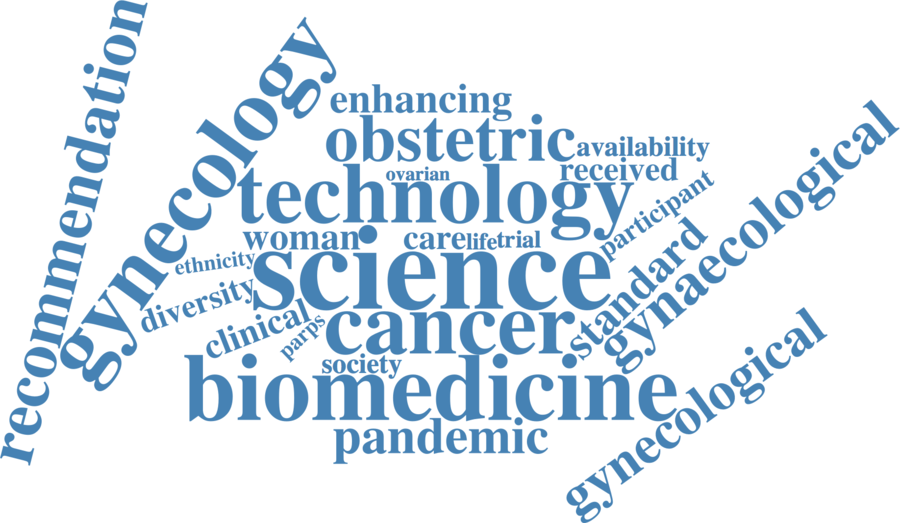 recommendation
gynecology
enhancing
obstetric
availability
ovarian
received
technology
participant
woman
care
life
trial
ethnicity
science
standard
gynaecological
diversity
clinical
parps
cancer
society
biomedicine
gynecological
pandemic